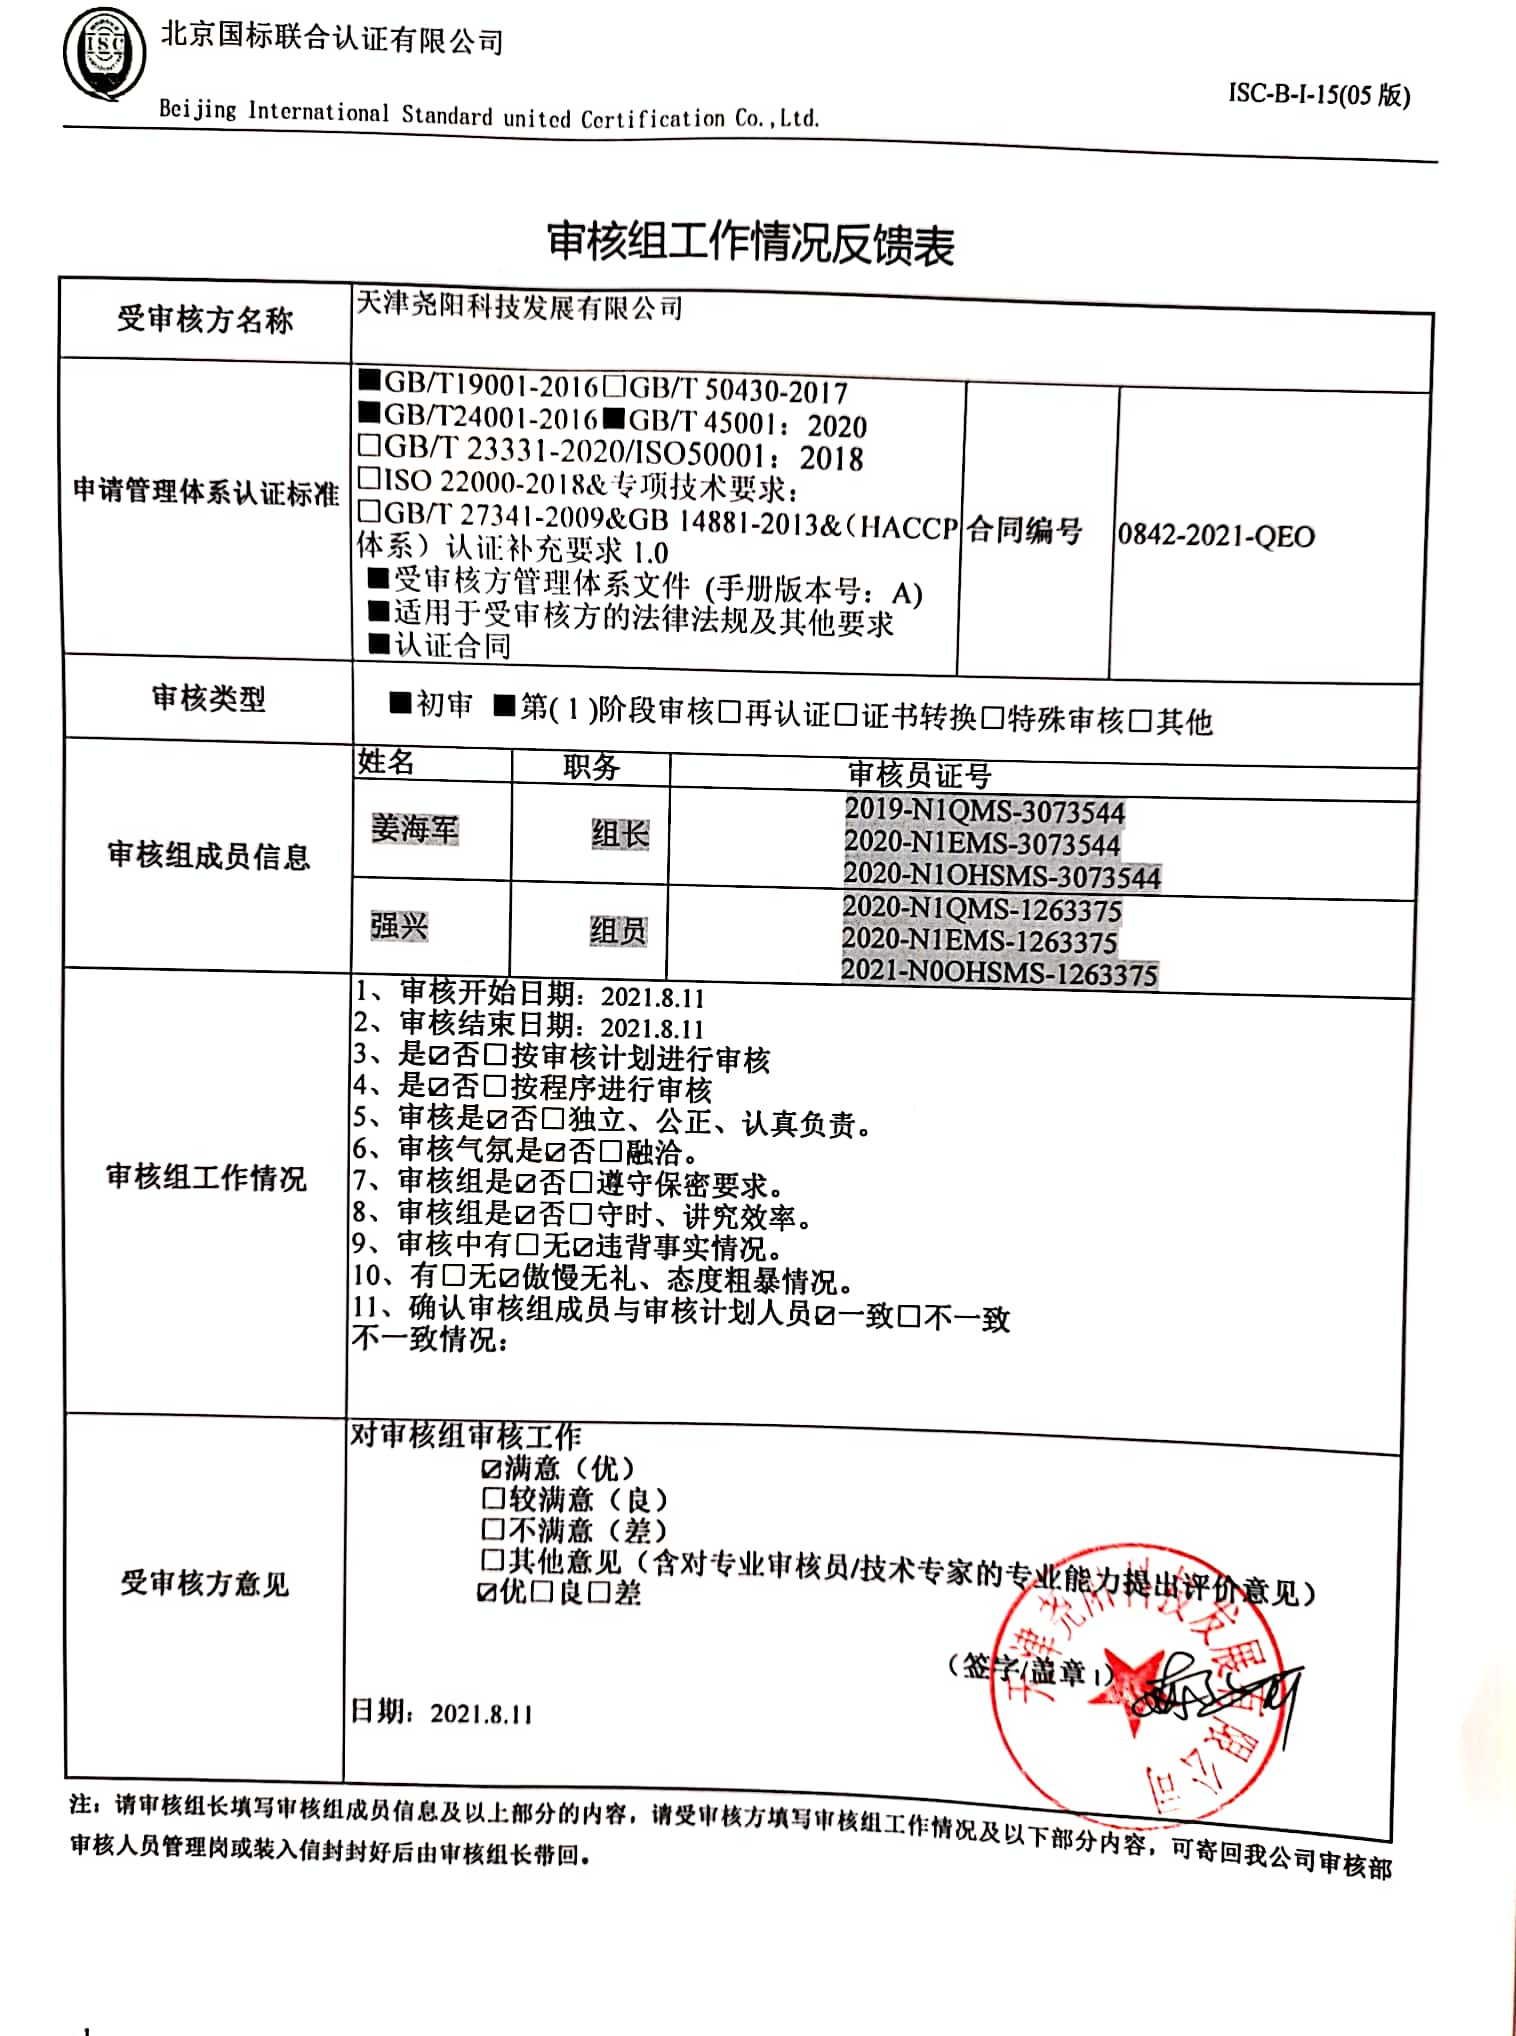 ISC
北京国标联合认证有限公司
Beijing International Standard united Certification Co.,Ltd.
ISC-B-I-15(05 版)
审核组工作情况反馈表
受审核方名称
天津尧阳科技发展有限公司
申请管理体系认证标准
■GB/T19001-2016□GB/T 50430-2017
■GB/T24001-2016■GB/T 45001：2020
□GB/T 23331-2020/ISO50001：2018
□ISO 22000-2018&专项技术要求：
□GB/T 27341-2009&GB 14881-2013&（HACCP
体系）认证补充要求 1.0
■受审核方管理体系文件（手册版本号：A)
■适用于受审核方的法律法规及其他要求
■认证合同
合同编号
0842-2021-QEO
审核类型
■初审 ■第( 1 )阶段审核□再认证□证书转换□特殊审核□其他
审核组成员信息
姓名 职务 审核员证号
姜海军 组长
2019-N1QMS-3073544
2020-N1EMS-3073544
2020-N1OHSMS-3073544
强兴 组员
2020-N1QMS-1263375
2020-N1EMS-1263375
2021-N0OHSMS-1263375
审核组工作情况
1、审核开始日期：2021.8.11
2、审核结束日期：2021.8.11
3、是☑否□按审核计划进行审核
4、是☑否□按程序进行审核
5、审核是☑否□独立、公正、认真负责。
6、审核气氛是☑否□融洽。
7、审核组是☑否□遵守保密要求。
8、审核组是☑否□守时、讲究效率。
9、审核中有□无☑违背事实情况。
10、有□无☑傲慢无礼、态度粗暴情况。
11、确认审核组成员与审核计划人员☑一致□不一致
不一致情况：
受审核方意见
对审核组审核工作
☑满意（优）
□较满意（良）
□不满意（差）
□其他意见（含对专业审核员/技术专家的专业能力提出评价意见）
☑优□良□差
（签字/盖章）
天津尧阳科技发展有限公司
日期：2021.8.11
注：请审核组长填写审核组成员信息及以上部分的内容，请受审核方填写审核组工作情况及以下部分内容，可寄回我公司审核部
审核人员管理岗或装入信封封好后由审核组长带回。
1